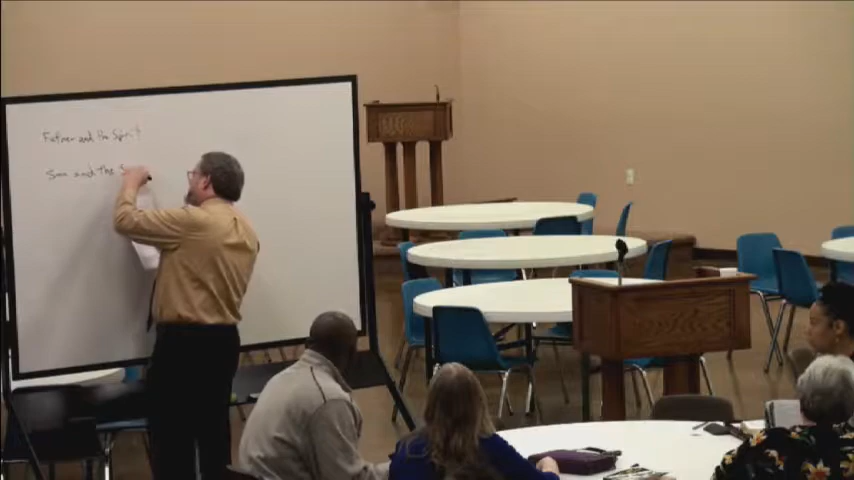 Father and the Spirit
Son and the S